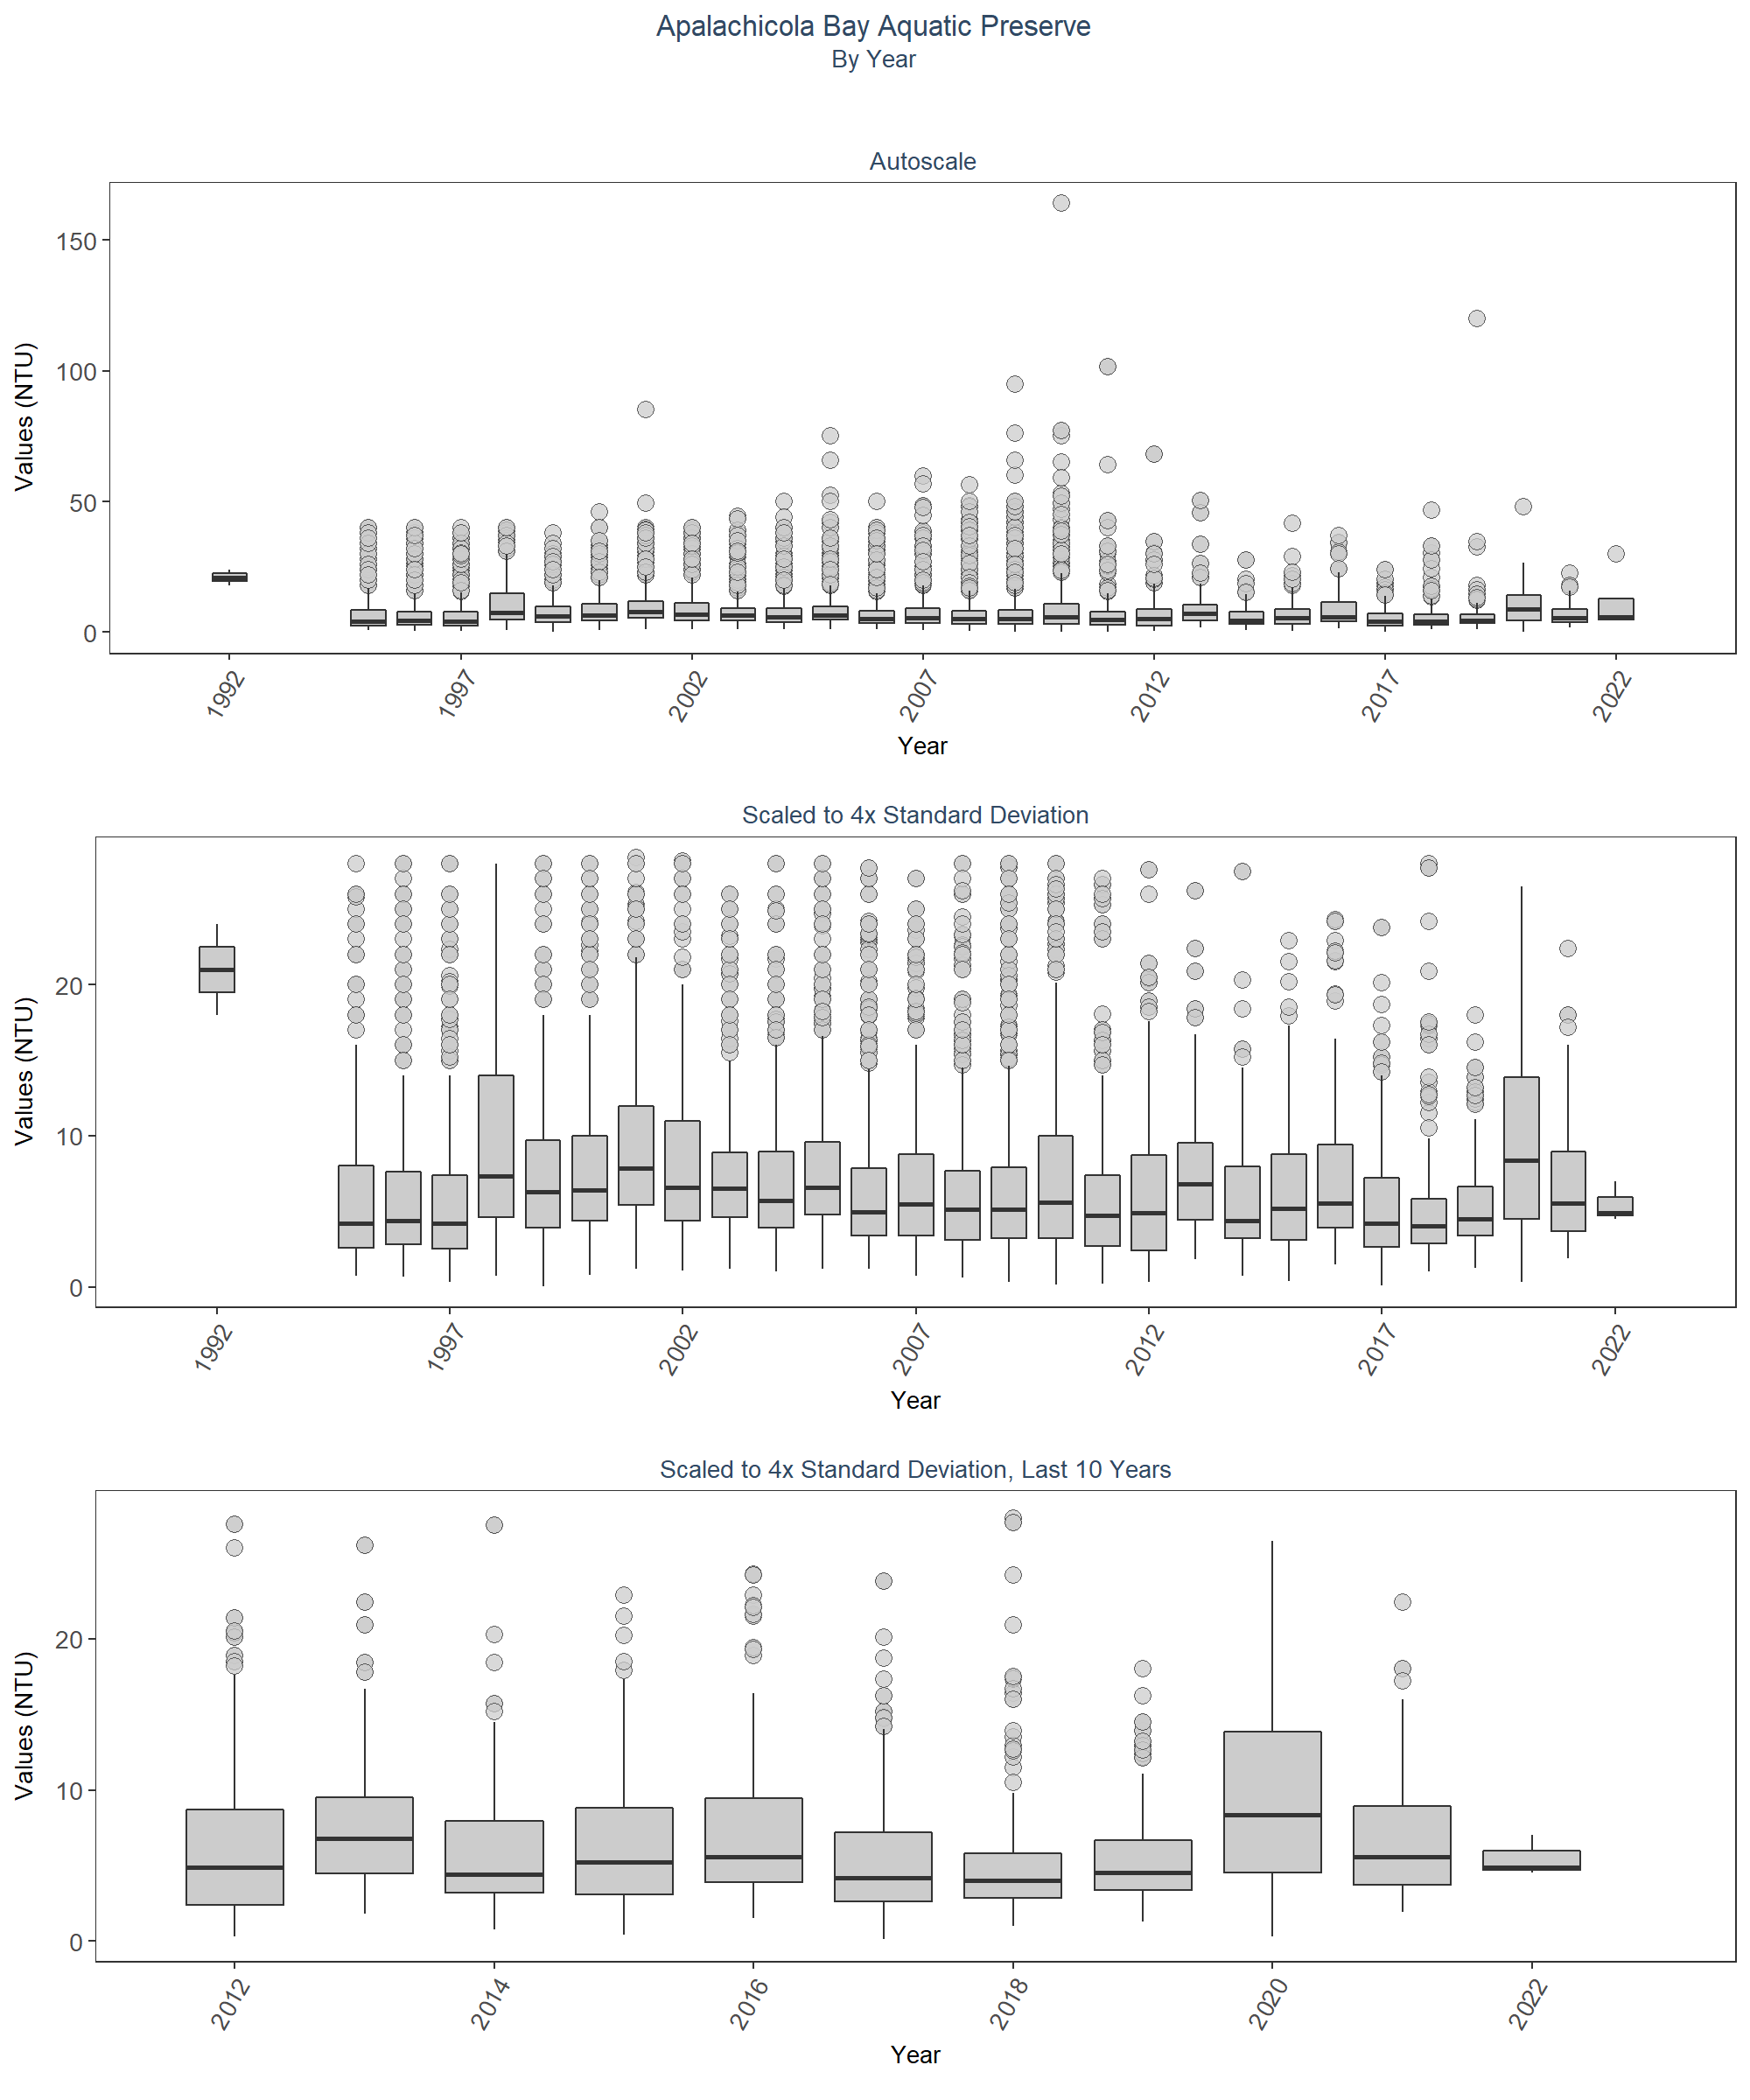 Apalachicola Bay Aquatic Preserve
By Year
Autoscale
Values (NTU)
150
100
50
0
1992
1997
2002
2007
2012
2017
2022
Year
Scaled to 4x Standard Deviation
Values (NTU)
20
10
0
1992
1997
2002
2007
2012
2017
2022
Year
Scaled to 4x Standard Deviation, Last 10 Years
Values (NTU)
20
10
0
2012
2014
2016
2018
2020
2022
Year